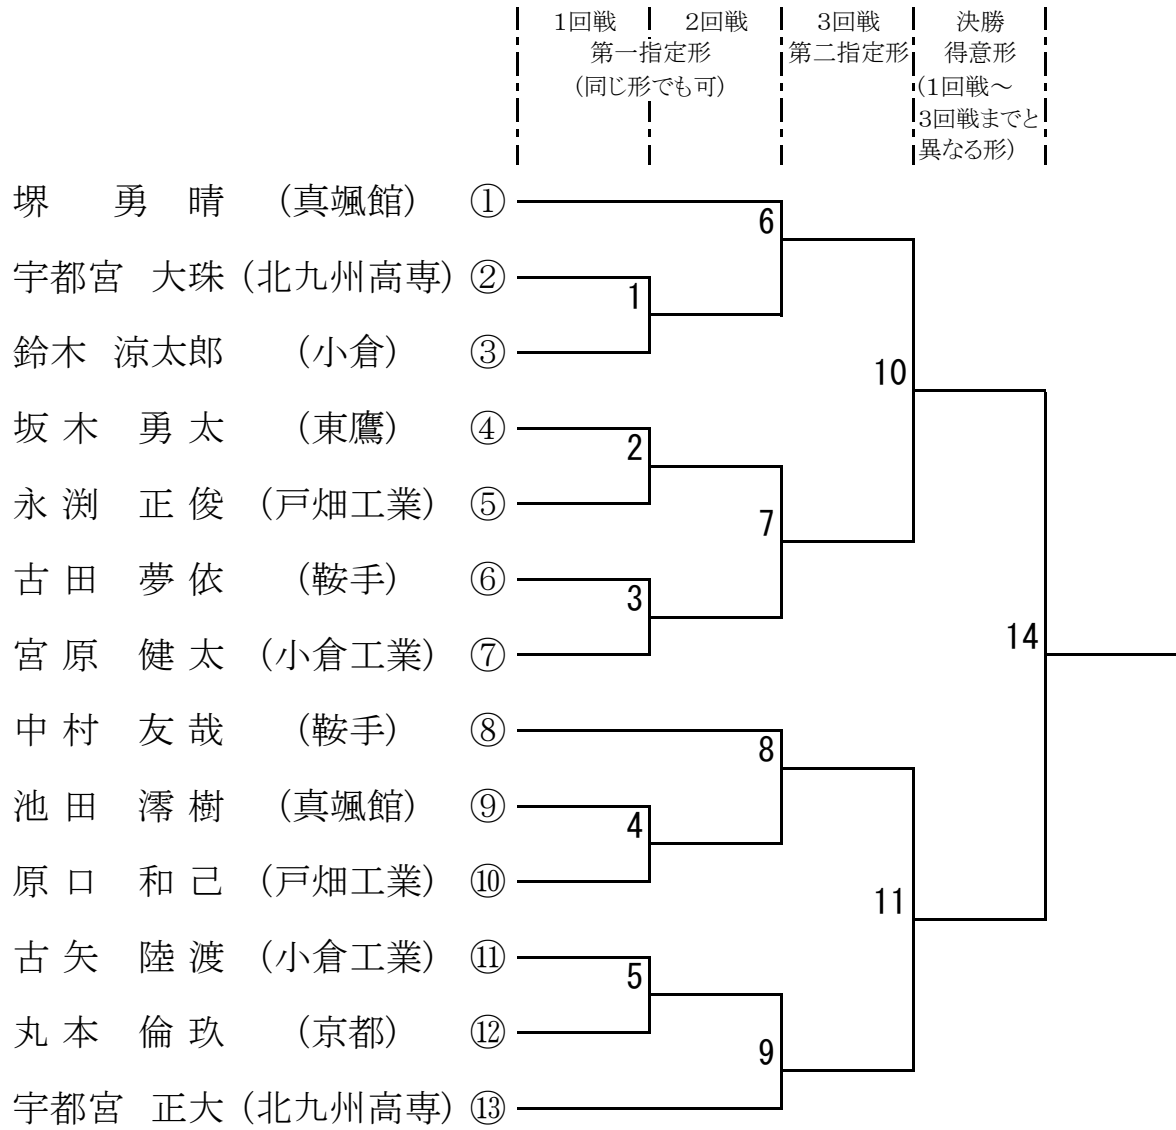 1回戦 2回戦 3回戦 決勝
第一指定形 第二指定形 得意形
(同じ形でも可) (1回戦～
3回戦までと
異なる形)
堺 勇 晴 (真颯館) ①
6
宇都宮 大珠 (北九州高専) ②
1
鈴木 涼太郎 (小倉) ③
10
坂木 勇太 (東鷹) ④
2
永渕 正俊 (戸畑工業) ⑤
7
古田 夢依 (鞍手) ⑥
3
宮原 健太 (小倉工業) ⑦
14
中村 友哉 (鞍手) ⑧
8
池田 澪樹 (真颯館) ⑨
4
原口 和己 (戸畑工業) ⑩
11
古矢 陸渡 (小倉工業) ⑪
5
丸本 倫玖 (京都) ⑫
9
宇都宮 正大 (北九州高専) ⑬